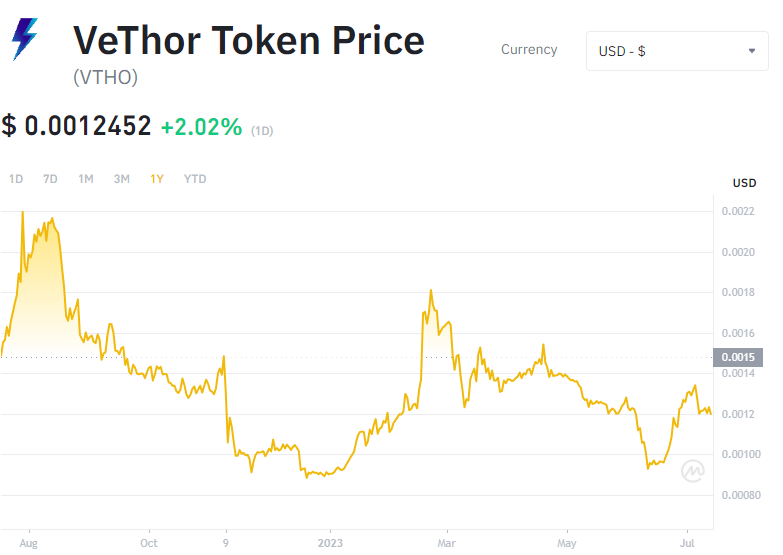 VeThor Token Price
(VTHO)
Currency
USD - $
$ 0.0012452 +2.02% (1D)
1D 7D 1M 3M 1Y YTD
USD
0.0022
0.0020
0.0018
0.0016
0.0015
0.0014
0.0012
0.00100
0.00080
Aug Oct 9 2023 Mar May Jul